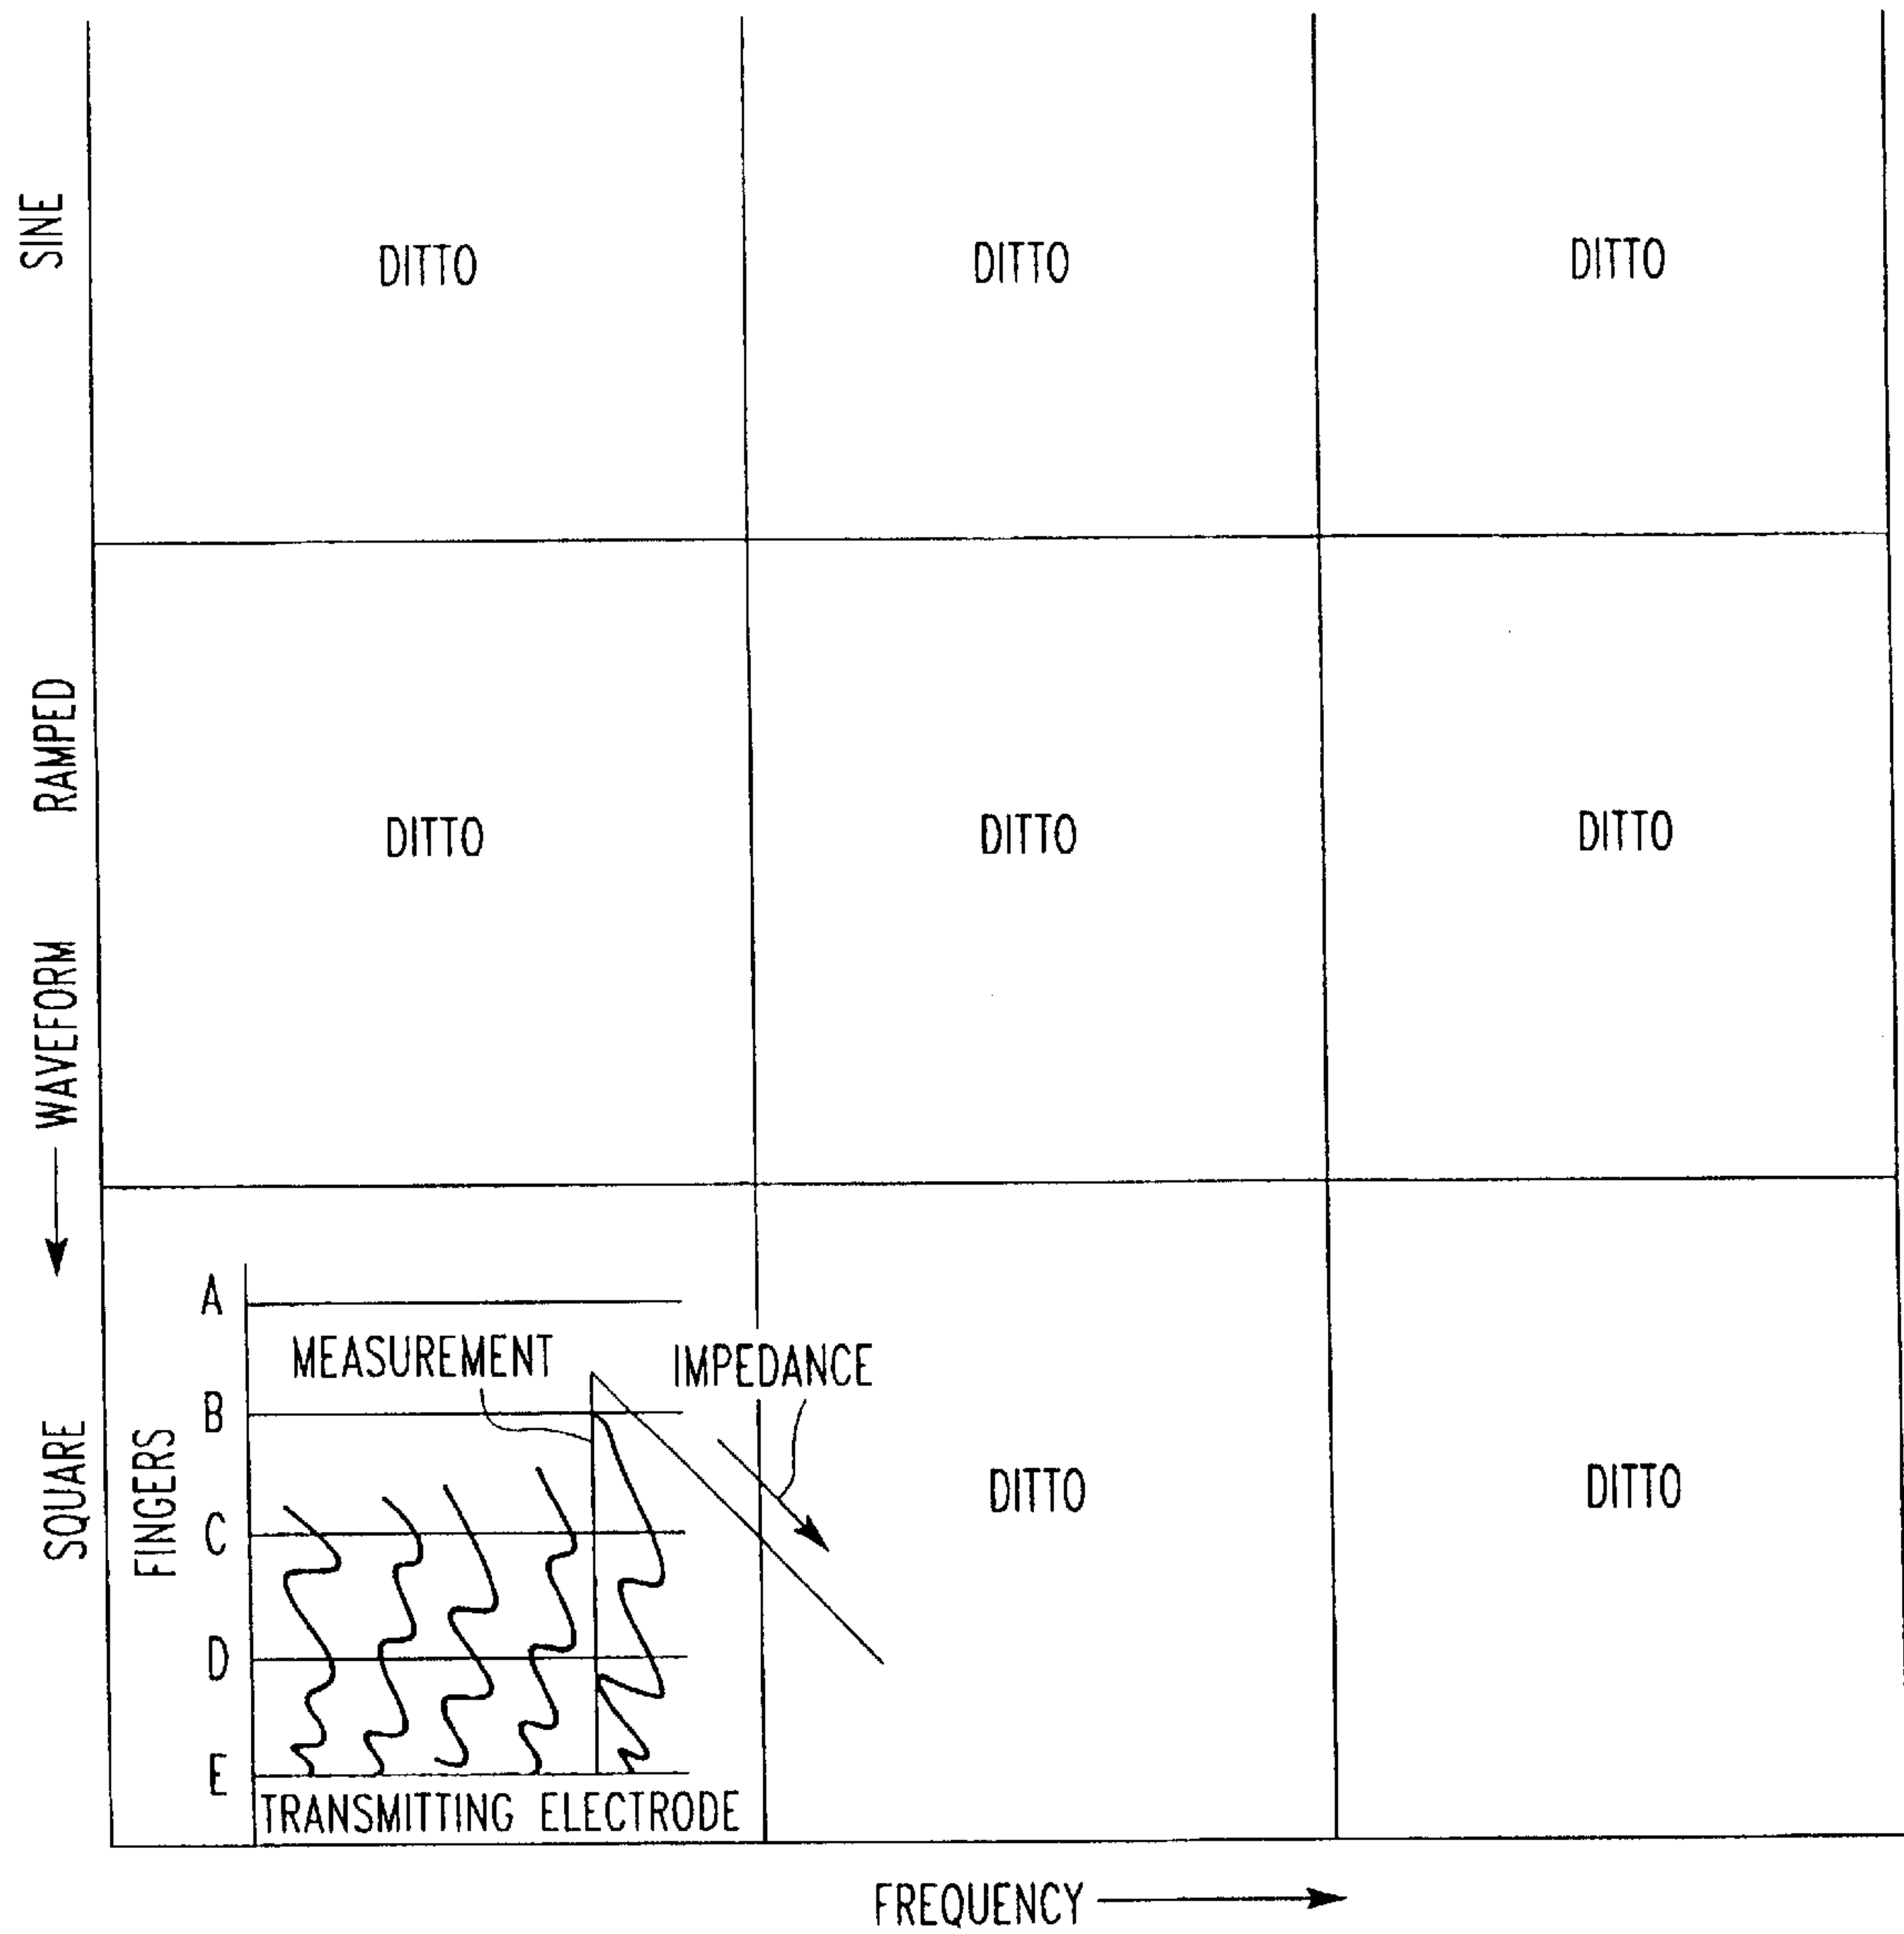 SINE
DITTO
DITTO
DITTO
RAMPED
DITTO
DITTO
DITTO
WAVEFORM
SQUARE
FINGERS
A
MEASUREMENT
IMPEDANCE
B
C
DITTO
DITTO
D
E
TRANSMITTING ELECTRODE
FREQUENCY